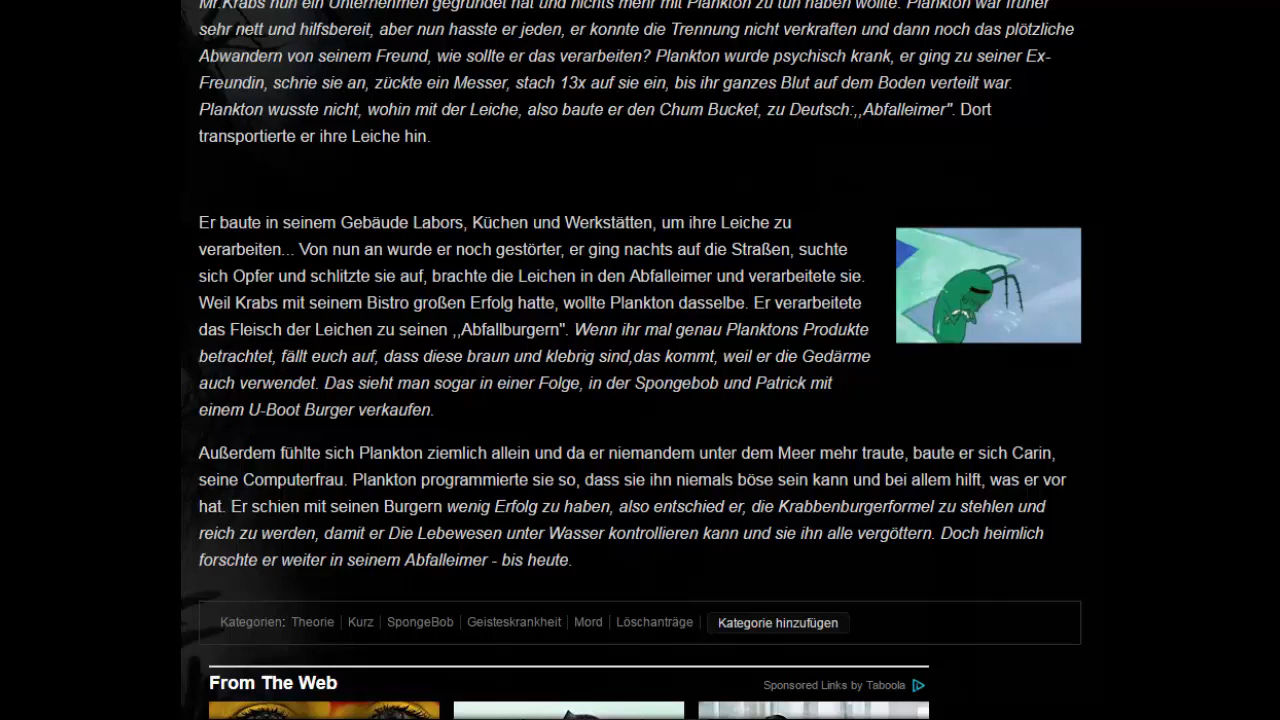 Mr.Krabs nun ein Unternehmen gegründet hat und nichts mehr mit Plankton zu tun haben wollte. Plankton war früher
sehr nett und hilfsbereit, aber nun hasste er jeden, er konnte die Trennung nicht verkraften und dann noch das plötzliche
Abwandern von seinem Freund, wie sollte er das verarbeiten? Plankton wurde psychisch krank, er ging zu seiner Ex-
Freundin, schrie sie an, zückte ein Messer, stach 13x auf sie ein, bis ihr ganzes Blut auf dem Boden verteilt war.
Plankton wusste nicht, wohin mit der Leiche, also baute er den Chum Bucket, zu Deutsch:,,Abfalleimer". Dort
transportierte er ihre Leiche hin.
Er baute in seinem Gebäude Labors, Küchen und Werkstätten, um ihre Leiche zu
verarbeiten... Von nun an wurde er noch gestörter, er ging nachts auf die Straßen, suchte
sich Opfer und schlitzte sie auf, brachte die Leichen in den Abfalleimer und verarbeitete sie.
Weil Krabs mit seinem Bistro großen Erfolg hatte, wollte Plankton dasselbe. Er verarbeitete
das Fleisch der Leichen zu seinen ,,Abfallburgern". Wenn ihr mal genau Planktons Produkte
betrachtet, fällt euch auf, dass diese braun und klebrig sind,das kommt, weil er die Gedärme
auch verwendet. Das sieht man sogar in einer Folge, in der Spongebob und Patrick mit
einem U-Boot Burger verkaufen.
Außerdem fühlte sich Plankton ziemlich allein und da er niemandem unter dem Meer mehr traute, baute er sich Carin,
seine Computerfrau. Plankton programmierte sie so, dass sie ihn niemals böse sein kann und bei allem hilft, was er vor
hat. Er schien mit seinen Burgern wenig Erfolg zu haben, also entschied er, die Krabbenburgerformel zu stehlen und
reich zu werden, damit er Die Lebewesen unter Wasser kontrollieren kann und sie ihn alle vergöttern. Doch heimlich
forschte er weiter in seinem Abfalleimer - bis heute.
Kategorien: Theorie Kurz SpongeBob Geisteskrankheit Mord Löschanträge Kategorie hinzufügen
From The Web
Sponsored Links by Taboola